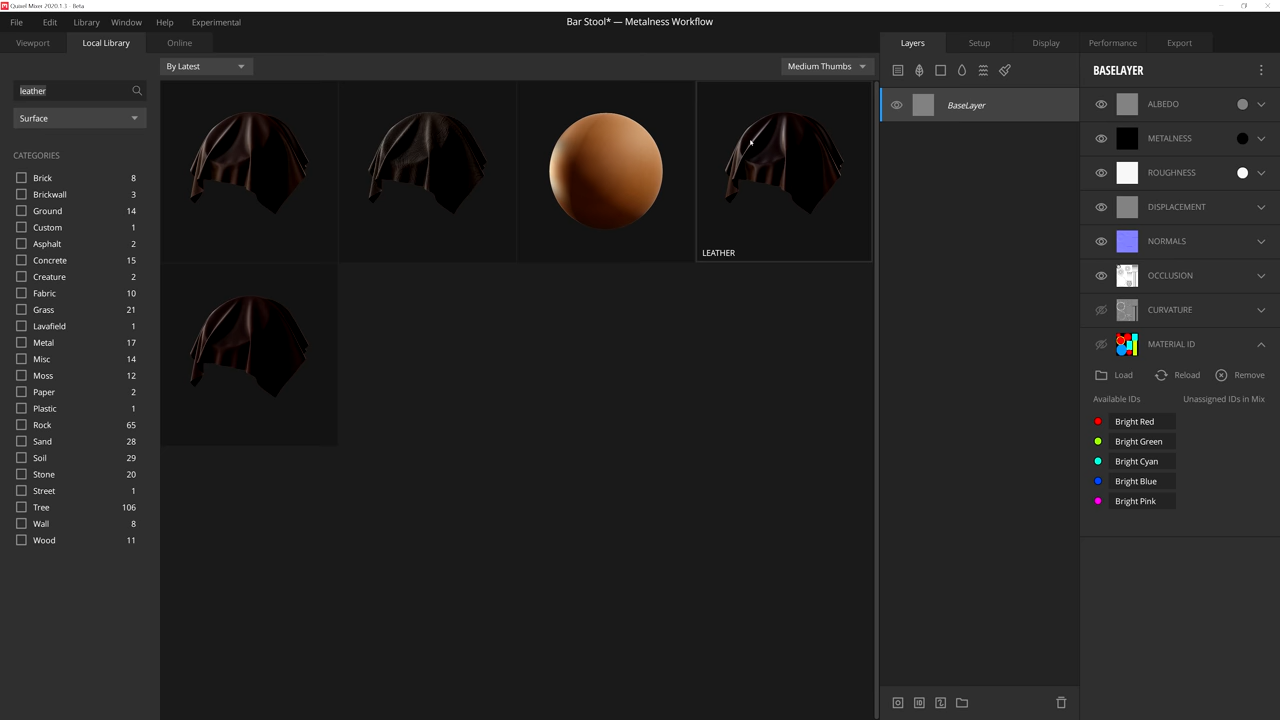 Quixel Mixer 2020.1.1 Beta
File Edit Library Window Help Experimental
Bar Stool* — Metalness Workflow
Viewport Local Library Online
Layers Setup Display Performance Export
By Latest
Medium Thumbs
leather
Surface
CATEGORIES
Brick 8
Brickwall 3
Ground 14
Custom 1
Asphalt 2
Concrete 15
Creature 2
Fabric 10
Grass 21
Lavafield 1
Metal 17
Misc 14
Moss 12
Paper 2
Plastic 1
Rock 65
Sand 28
Soil 29
Stone 20
Street 1
Tree 106
Wall 8
Wood 11
LEATHER
BaseLayer
BASELAYER
ALBEDO
METALNESS
ROUGHNESS
DISPLACEMENT
NORMALS
OCCLUSION
CURVATURE
MATERIAL ID
Load Reload Remove
Available IDs Unassigned IDs in Mix
Bright Red
Bright Green
Bright Cyan
Bright Blue
Bright Pink
ID